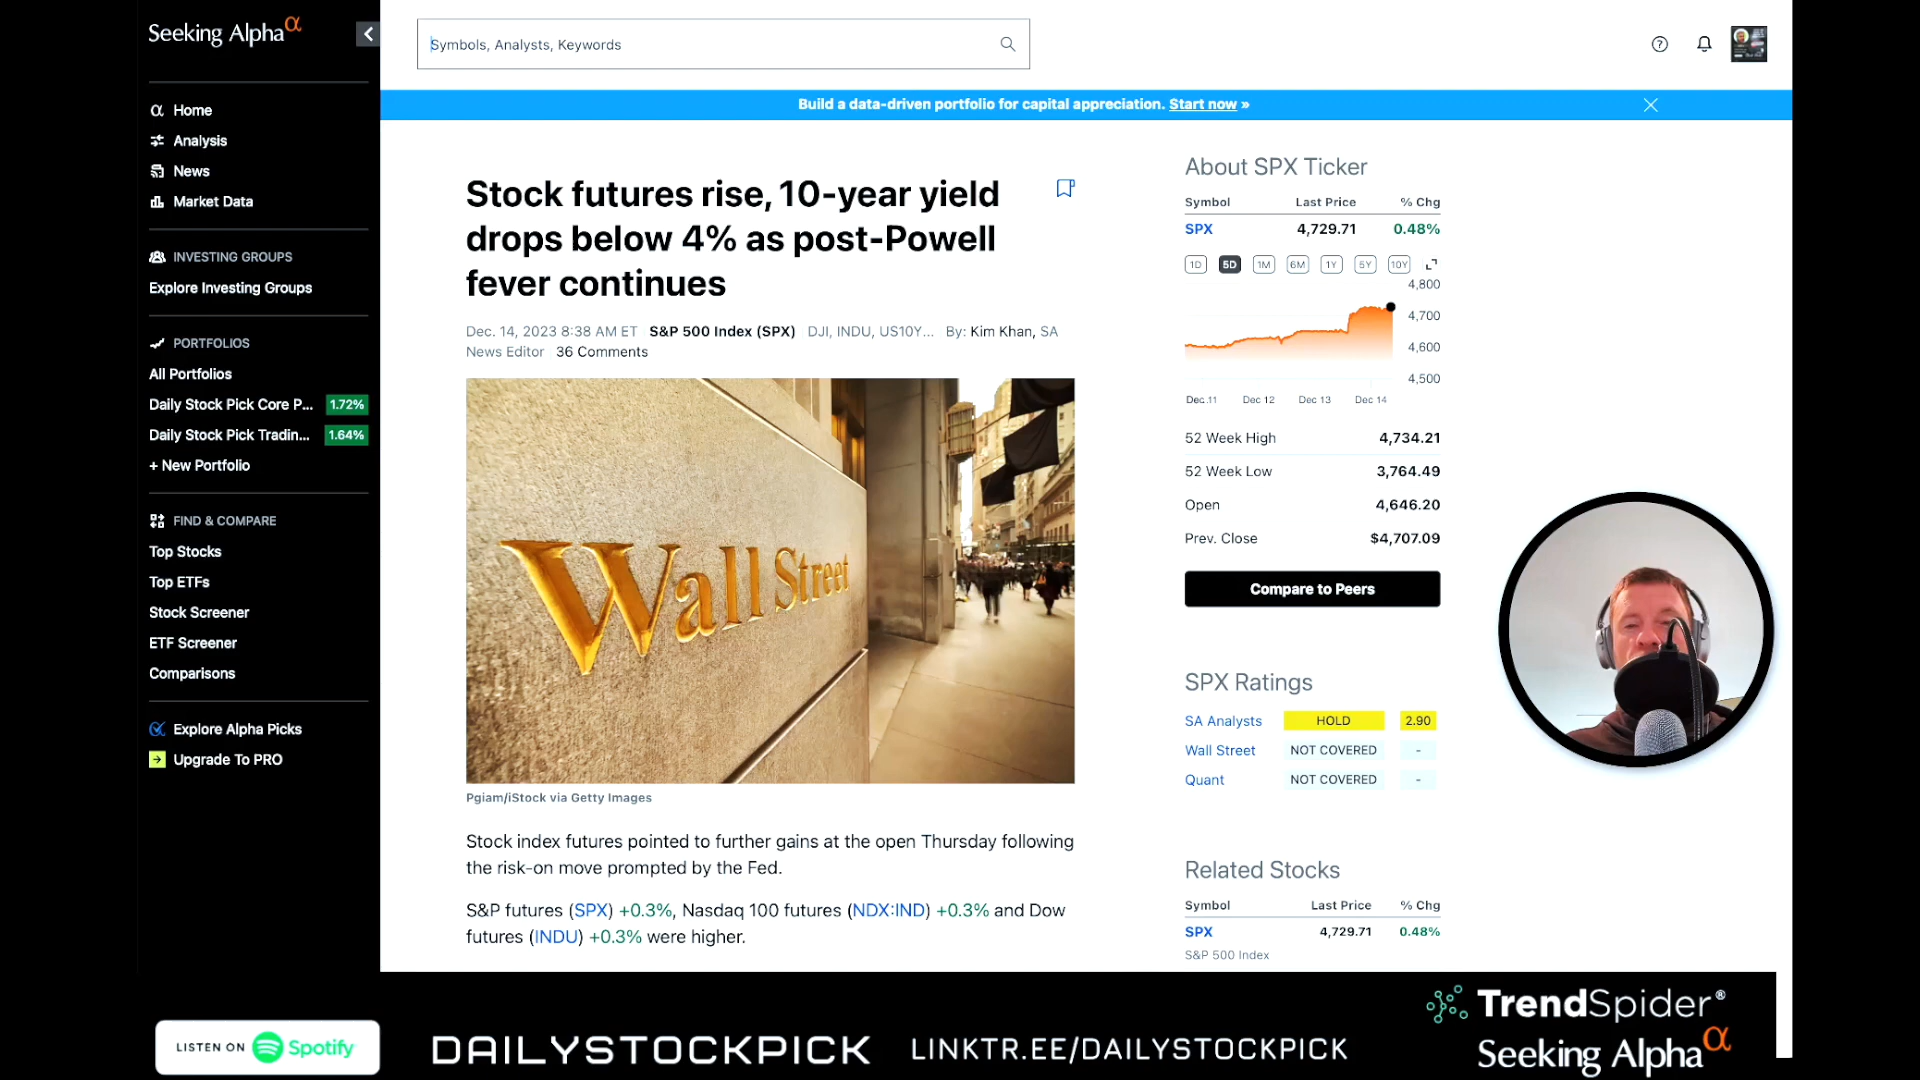 Seeking Alpha α
Symbols, Analysts, Keywords
Build a data-driven portfolio for capital appreciation. Start now »
Home
Analysis
News
Market Data
INVESTING GROUPS
Explore Investing Groups
PORTFOLIOS
All Portfolios
Daily Stock Pick Core P... 1.72%
Daily Stock Pick Tradin... 1.64%
+ New Portfolio
FIND & COMPARE
Top Stocks
Top ETFs
Stock Screener
ETF Screener
Comparisons
Explore Alpha Picks
Upgrade To PRO
Stock futures rise, 10-year yield
drops below 4% as post-Powell
fever continues
Dec. 14, 2023 8:38 AM ET S&P 500 Index (SPX) DJI, INDU, US10Y... By: Kim Khan, SA
News Editor 36 Comments
Wall Street
Pgiam/iStock via Getty Images
Stock index futures pointed to further gains at the open Thursday following
the risk-on move prompted by the Fed.
S&P futures (SPX) +0.3%, Nasdaq 100 futures (NDX:IND) +0.3% and Dow
futures (INDU) +0.3% were higher.
About SPX Ticker
Symbol Last Price % Chg
SPX 4,729.71 0.48%
1D 5D 1M 6M 1Y 5Y 10Y
4,800
4,700
4,600
4,500
Dec 11 Dec 12 Dec 13 Dec 14
52 Week High 4,734.21
52 Week Low 3,764.49
Open 4,646.20
Prev. Close $4,707.09
Compare to Peers
SPX Ratings
SA Analysts HOLD 2.90
Wall Street NOT COVERED -
Quant NOT COVERED -
Related Stocks
Symbol Last Price % Chg
SPX 4,729.71 0.48%
S&P 500 Index
LISTEN ON Spotify
DAILYSTOCKPICK
LINKTR.EE/DAILYSTOCKPICK
TrendSpider®
Seeking Alpha α